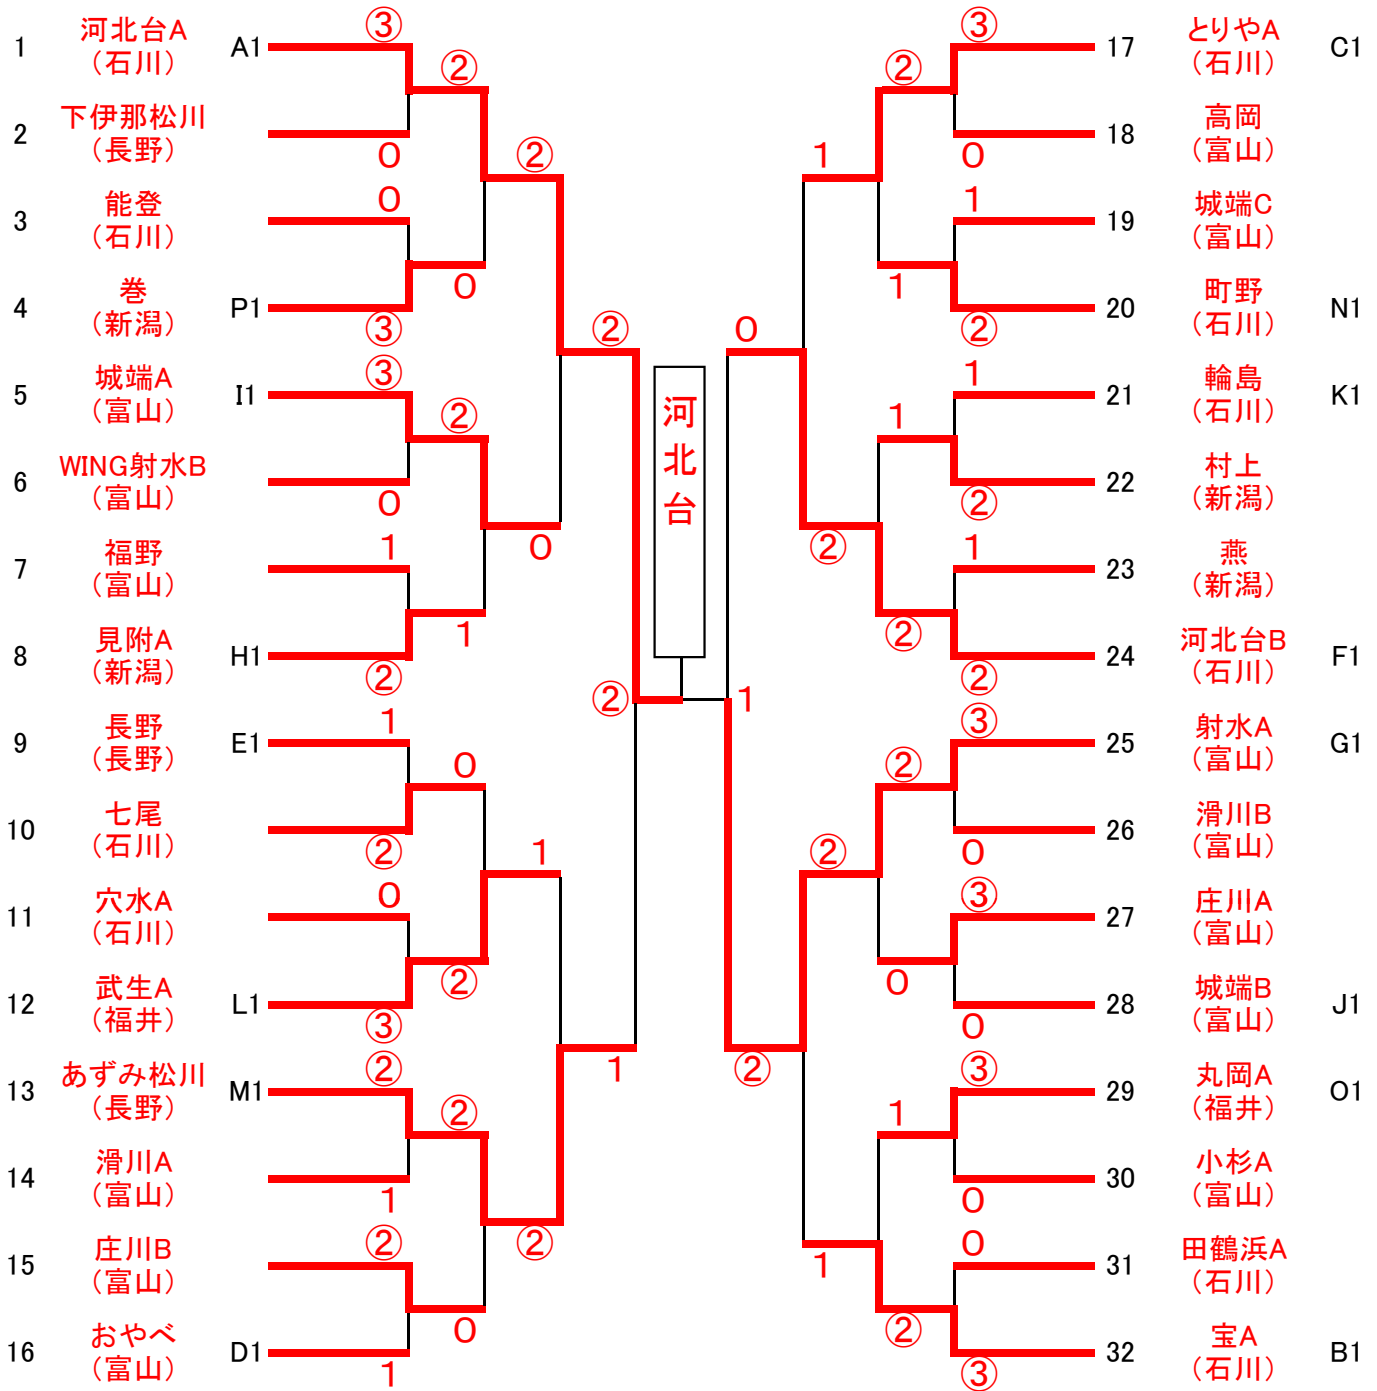 1 河北台A (石川) A1 ③
②
2 下伊那松川 (長野) 0
②
3 能登 (石川) 0
0
4 巻 (新潟) P1 ③
②
5 城端A (富山) I1 ③
②
6 WING射水B (富山) 0
0
7 福野 (富山) 1
1
8 見附A (新潟) H1 ②
②
9 長野 (長野) E1 1
0
10 七尾 (石川) ②
1
11 穴水A (石川) 0
②
12 武生A (福井) L1 ③
1
13 あずみ松川 (長野) M1 ②
②
14 滑川A (富山) 1
②
15 庄川B (富山) ②
0
16 おやべ (富山) D1 1
河北台
③ 17 とりやA (石川) C1
②
0 18 高岡 (富山)
1
1 19 城端C (富山)
1
② 20 町野 (石川) N1
0
1 21 輪島 (石川) K1
1
② 22 村上 (新潟)
②
1 23 燕 (新潟)
②
② 24 河北台B (石川) F1
1
③ 25 射水A (富山) G1
②
0 26 滑川B (富山)
②
③ 27 庄川A (富山)
0
0 28 城端B (富山) J1
②
③ 29 丸岡A (福井) O1
1
0 30 小杉A (富山)
1
0 31 田鶴浜A (石川)
②
③ 32 宝A (石川) B1